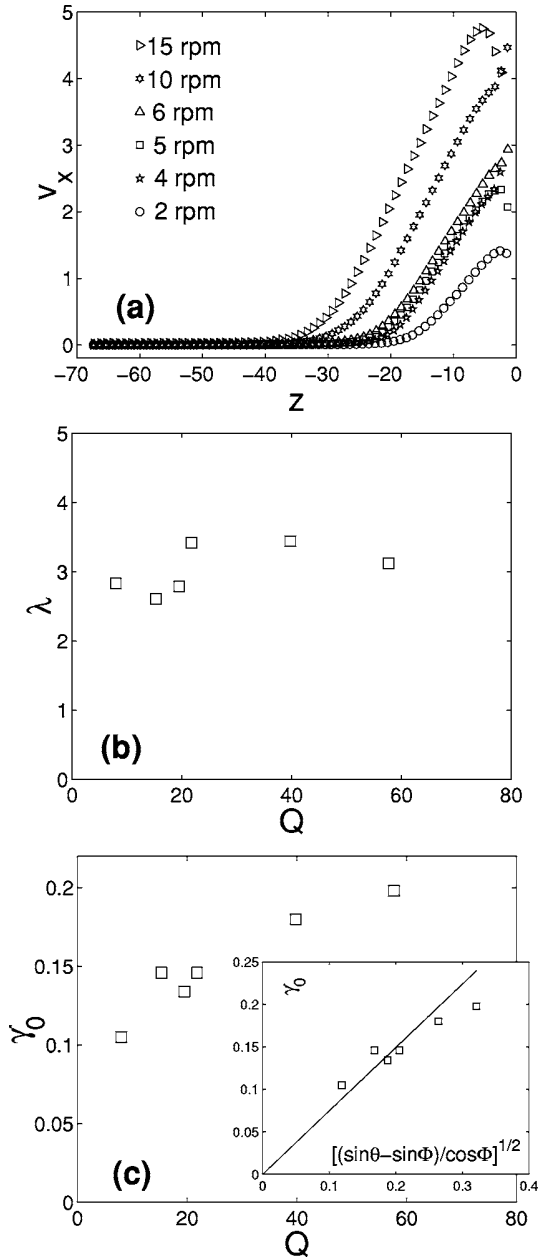 5
4
3
2
1
0
v_x
▷ 15 rpm
✡ 10 rpm
△ 6 rpm
□ 5 rpm
★ 4 rpm
○ 2 rpm
(a)
−70 −60 −50 −40 −30 −20 −10 0
z
5
4
3
2
1
0
λ
(b)
0 20 40 60 80
Q
0.2
0.15
0.1
0.05
0
γ_0
(c)
0.25
0.2
0.15
0.1
0.05
0
γ_0
[(sinθ−sinΦ)/cosΦ]^{1/2}
0 0.1 0.2 0.3 0.4
0 20 40 60 80
Q